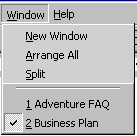 Window Help
New Window
Arrange All
Split
1 Adventure FAQ
2 Business Plan